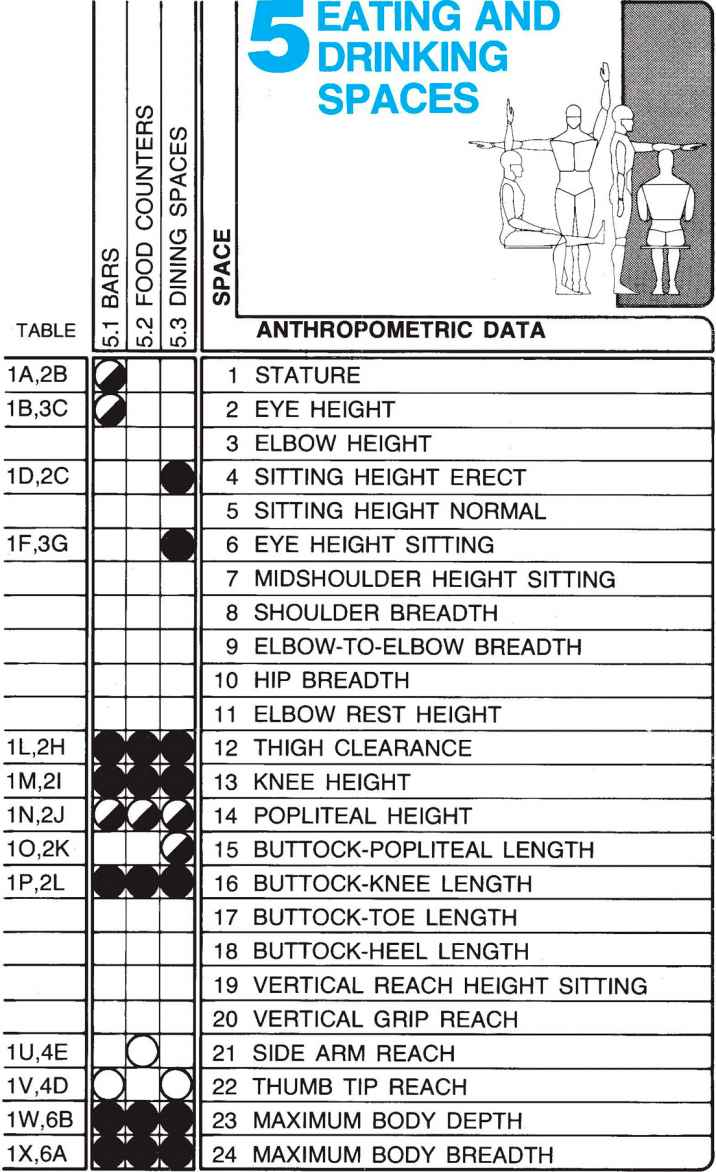 5 EATING AND
DRINKING
SPACES
TABLE
5.1 BARS
5.2 FOOD COUNTERS
5.3 DINING SPACES
SPACE
ANTHROPOMETRIC DATA
1A,2B 1 STATURE
1B,3C 2 EYE HEIGHT
3 ELBOW HEIGHT
1D,2C 4 SITTING HEIGHT ERECT
5 SITTING HEIGHT NORMAL
1F,3G 6 EYE HEIGHT SITTING
7 MIDSHOULDER HEIGHT SITTING
8 SHOULDER BREADTH
9 ELBOW-TO-ELBOW BREADTH
10 HIP BREADTH
11 ELBOW REST HEIGHT
1L,2H 12 THIGH CLEARANCE
1M,2I 13 KNEE HEIGHT
1N,2J 14 POPLITEAL HEIGHT
1O,2K 15 BUTTOCK-POPLITEAL LENGTH
1P,2L 16 BUTTOCK-KNEE LENGTH
17 BUTTOCK-TOE LENGTH
18 BUTTOCK-HEEL LENGTH
19 VERTICAL REACH HEIGHT SITTING
20 VERTICAL GRIP REACH
1U,4E 21 SIDE ARM REACH
1V,4D 22 THUMB TIP REACH
1W,6B 23 MAXIMUM BODY DEPTH
1X,6A 24 MAXIMUM BODY BREADTH